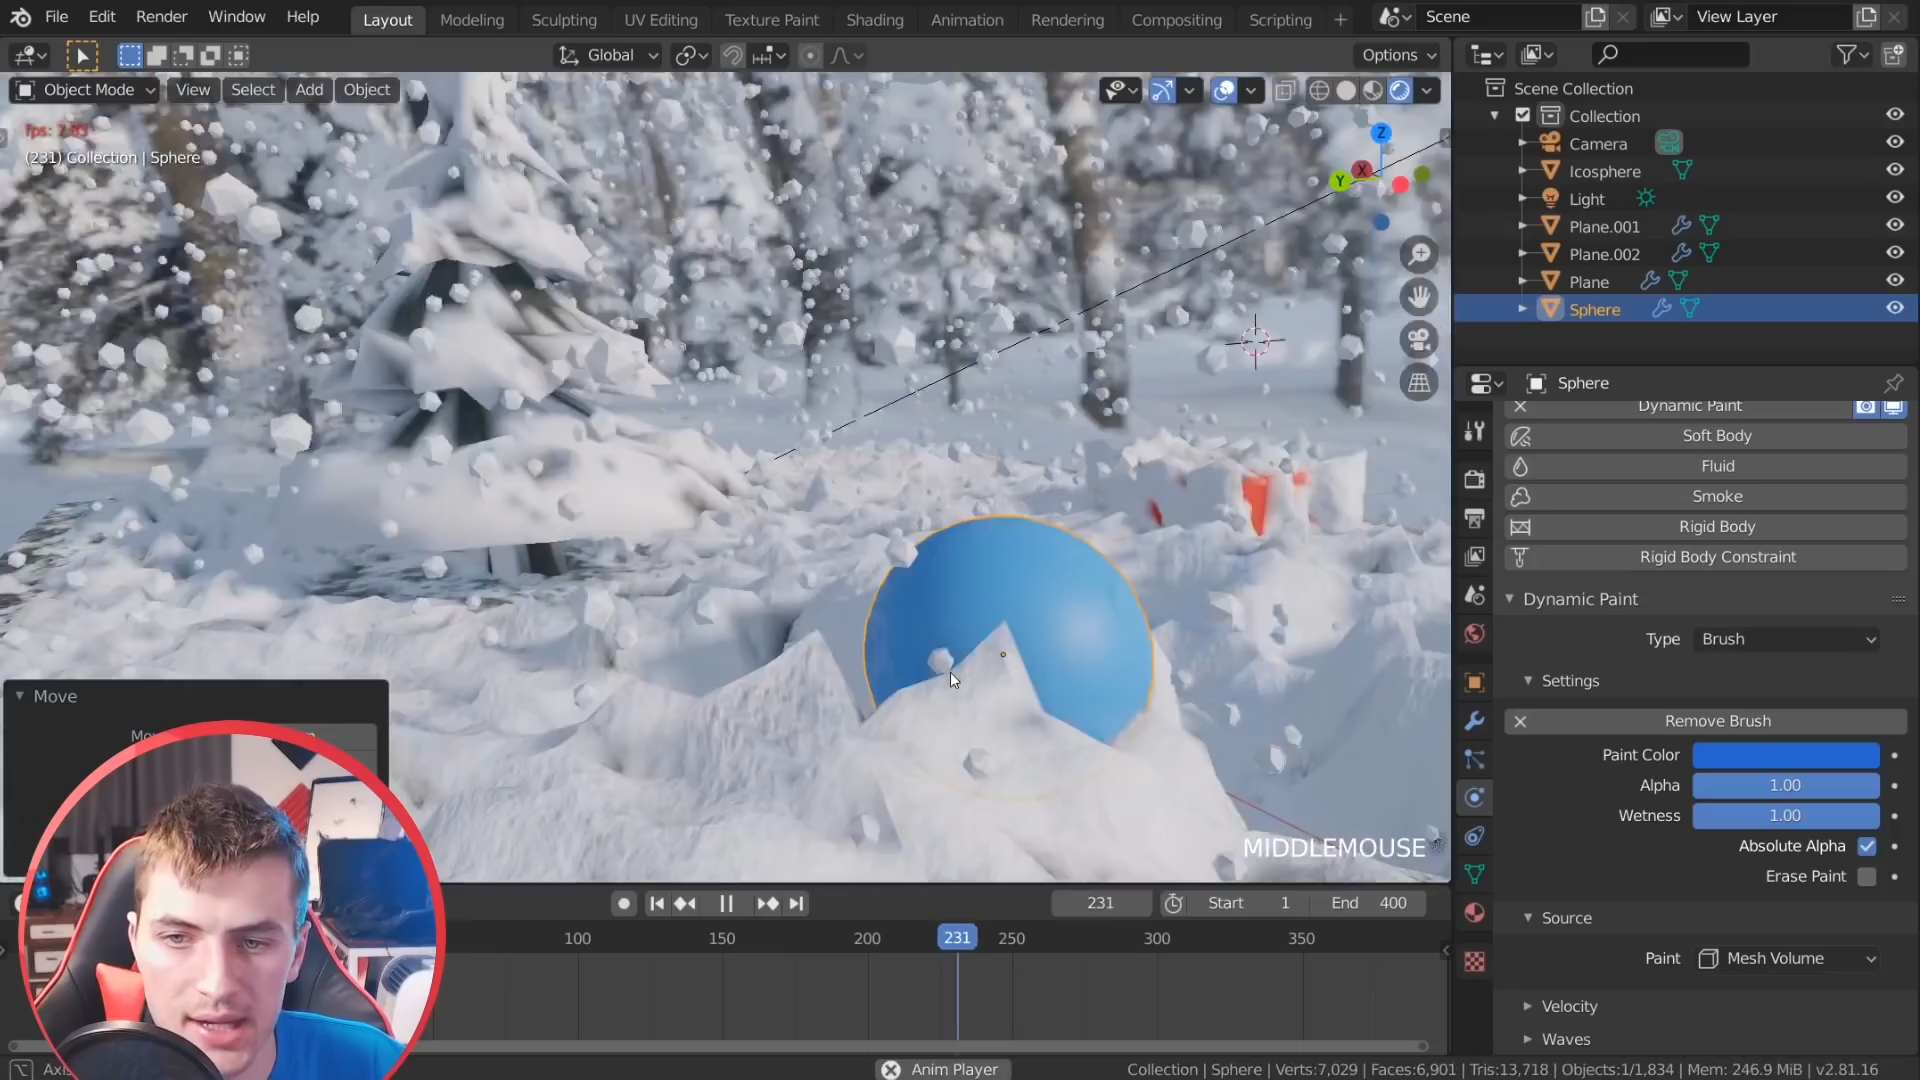 File Edit Render Window Help
Layout Modeling Sculpting UV Editing Texture Paint Shading Animation Rendering Compositing Scripting +
Scene
View Layer
Global
Options
Object Mode View Select Add Object
fps: 7.83
(231) Collection | Sphere
Z
X
Y
Scene Collection
Collection
Camera
Icosphere
Light
Plane.001
Plane.002
Plane
Sphere
Sphere
Dynamic Paint
Soft Body
Fluid
Smoke
Rigid Body
Rigid Body Constraint
Dynamic Paint
Type Brush
Settings
Remove Brush
Paint Color
Alpha 1.00
Wetness 1.00
Absolute Alpha
Erase Paint
Source
Paint Mesh Volume
Velocity
Waves
Move
MIDDLEMOUSE
231 Start 1 End 400
100 150 200 231 250 300 350
Anim Player
Collection | Sphere | Verts:7,029 | Faces:6,901 | Tris:13,718 | Objects:1/1,834 | Mem: 246.9 MiB | v2.81.16